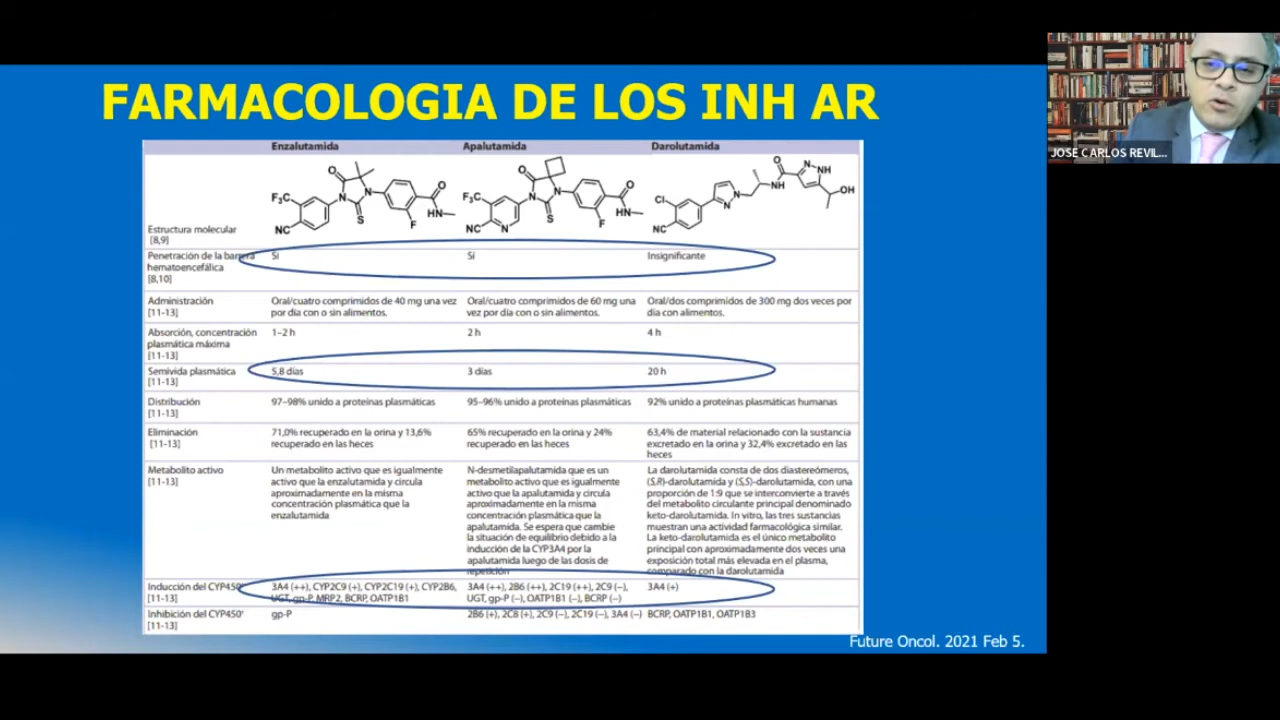 FARMACOLOGIA DE LOS INH AR
JOSE CARLOS REVIL...
Enzalutamida Apalutamida Darolutamida
Estructura molecular
[8,9]
O F₃C N N S NC O HN F
O F₃C N N S NC N O HN F
Cl NC N N NH O N NH OH
Penetración de la barrera
hematoencefálica
[8,10]
Sí
Sí
Insignificante
Administración
[11-13]
Oral/cuatro comprimidos de 40 mg una vez
por día con o sin alimentos.
Oral/cuatro comprimidos de 60 mg una
vez por día con o sin alimentos.
Oral/dos comprimidos de 300 mg dos veces por
día con alimentos.
Absorción, concentración
plasmática máxima
[11-13]
1–2 h
2 h
4 h
Semivida plasmática
[11-13]
5,8 días
3 días
20 h
Distribución
[11-13]
97–98% unido a proteínas plasmáticas
95–96% unido a proteínas plasmáticas
92% unido a proteínas plasmáticas humanas
Eliminación
[11-13]
71,0% recuperado en la orina y 13,6%
recuperado en las heces
65% recuperado en la orina y 24%
recuperado en las heces
63,4% de material relacionado con la sustancia
excretado en la orina y 32,4% excretado en las
heces
Metabolito activo
[11-13]
Un metabolito activo que es igualmente
activo que la enzalutamida y circula
aproximadamente en la misma
concentración plasmática que la
enzalutamida
N-desmetilapalutamida que es un
metabolito activo que es igualmente
activo que la apalutamida y circula
aproximadamente en la misma
concentración plasmática que la
apalutamida. Se espera que cambie
la situación de equilibrio debido a la
inducción de la CYP3A4 por la
apalutamida luego de las dosis de
repetición
La darolutamida consta de dos diastereómeros,
(S,R)-darolutamida y (S,S)-darolutamida, con una
proporción de 1:9 que se interconvierte a través
del metabolito circulante principal denominado
keto-darolutamida. In vitro, las tres sustancias
muestran una actividad farmacológica similar.
La keto-darolutamida es el único metabolito
principal con aproximadamente dos veces una
exposición total más elevada en el plasma,
comparado con la darolutamida
Inducción del CYP450
[11-13]
3A4 (++), CYP2C9 (+), CYP2C19 (+), CYP2B6,
UGT, gp-P, MRP2, BCRP, OATP1B1
3A4 (++), 2B6 (++), 2C19 (++), 2C9 (–),
UGT, gp-P (–), OATP1B1 (–), BCRP (–)
3A4 (+)
Inhibición del CYP450
[11-13]
gp-P
2B6 (+), 2C8 (+), 2C9 (–), 2C19 (–), 3A4 (–)
BCRP, OATP1B1, OATP1B3
Future Oncol. 2021 Feb 5.